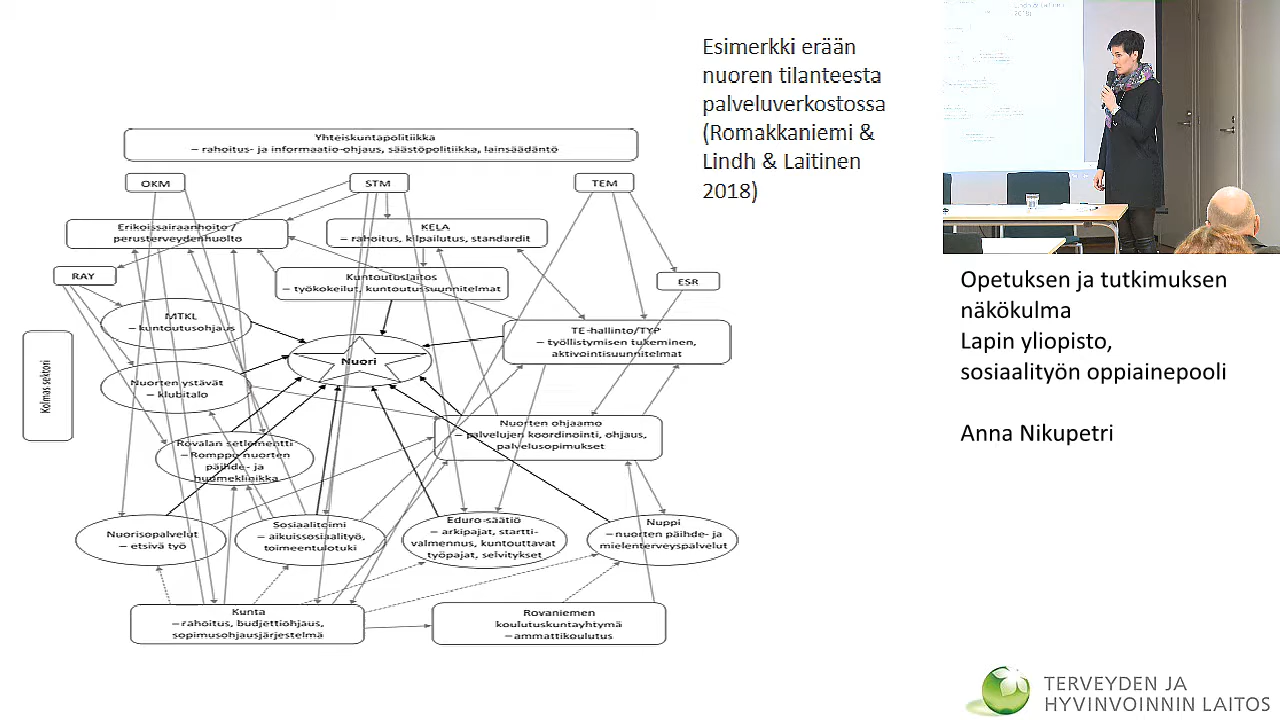 Esimerkki erään
nuoren tilanteesta
palveluverkostossa
(Romakkaniemi &
Lindh & Laitinen
2018)
Yhteiskuntapolitiikka
– rahoitus- ja informaatio-ohjaus, säästöpolitiikka, lainsäädäntö
OKM
STM
TEM
Erikoissairaanhoito /
perusterveydenhuolto
KELA
– rahoitus, kilpailutus, standardit
RAY
Kuntoutuslaitos
– työkokeilut, kuntoutussuunnitelmat
ESR
MTKL
– kuntoutusohjaus
TE-hallinto/TYP
– työllistymisen tukeminen,
aktivointisuunnitelmat
Nuori
Kolmas sektori
Nuorten ystävät
– klubitalo
Nuorten ohjaamo
– palvelujen koordinointi, ohjaus,
palvelusopimukset
Rovalan setlementti
– Romppu nuorten
päihde- ja
huumeklinikka
Nuorisopalvelut
– etsivä työ
Sosiaalitoimi
– aikuissosiaalityö,
toimeentulotuki
Eduro-säätiö
– arkipajat, startti-
valmennus, kuntouttavat
työpajat, selvitykset
Nuppi
– nuorten päihde- ja
mielenterveyspalvelut
Kunta
– rahoitus, budjettiohjaus,
sopimusohjausjärjestelmä
Rovaniemen
koulutuskuntayhtymä
– ammattikoulutus
Opetuksen ja tutkimuksen
näkökulma
Lapin yliopisto,
sosiaalityön oppiainepooli
Anna Nikupetri
TERVEYDEN JA
HYVINVOINNIN LAITOS